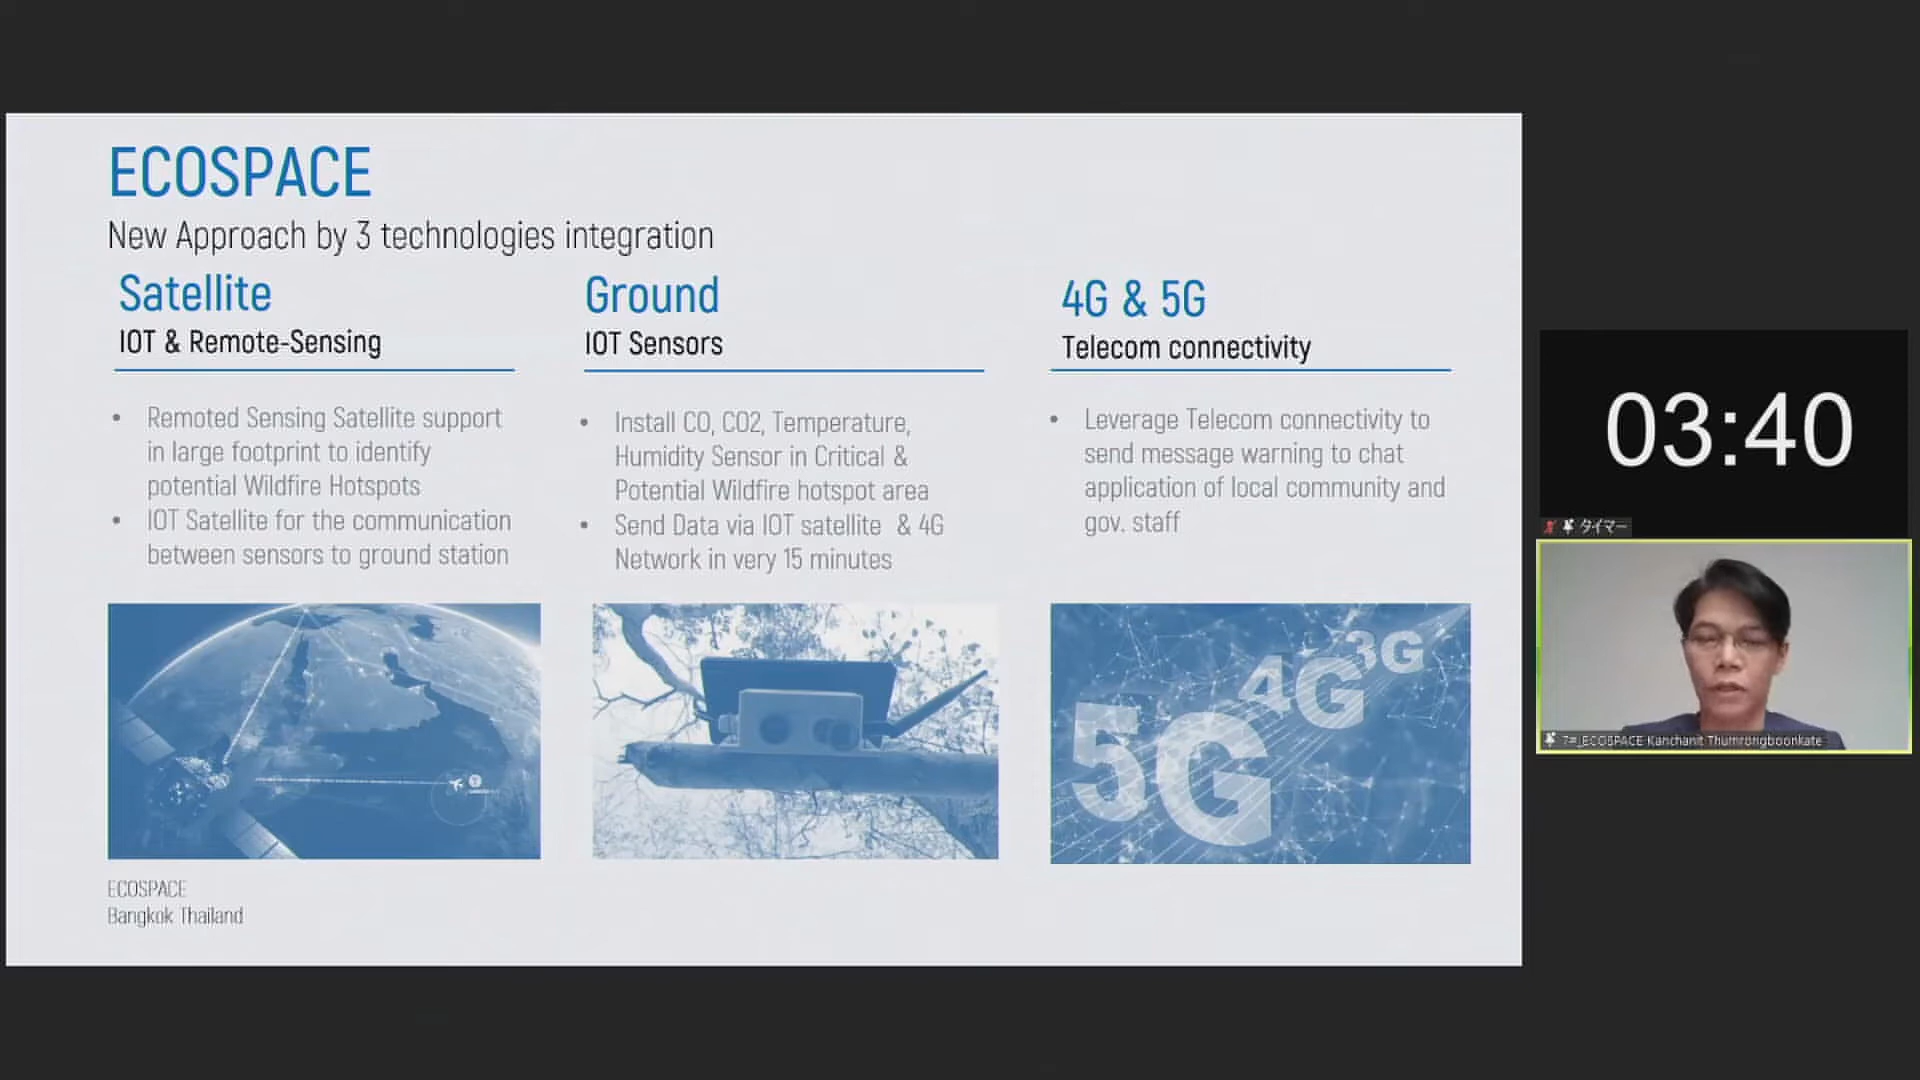 ECOSPACE
New Approach by 3 technologies integration
Satellite
IOT & Remote-Sensing
• Remoted Sensing Satellite support
in large footprint to identify
potential Wildfire Hotspots
• IOT Satellite for the communication
between sensors to ground station
Ground
IOT Sensors
• Install CO, CO2, Temperature,
Humidity Sensor in Critical &
Potential Wildfire hotspot area
• Send Data via IOT satellite & 4G
Network in very 15 minutes
4G & 5G
Telecom connectivity
• Leverage Telecom connectivity to
send message warning to chat
application of local community and
gov. staff
5G
4G
3G
ECOSPACE
Bangkok Thailand
03:40
タイマー
ECOSPACE Kanchanit Thumrongboonkate